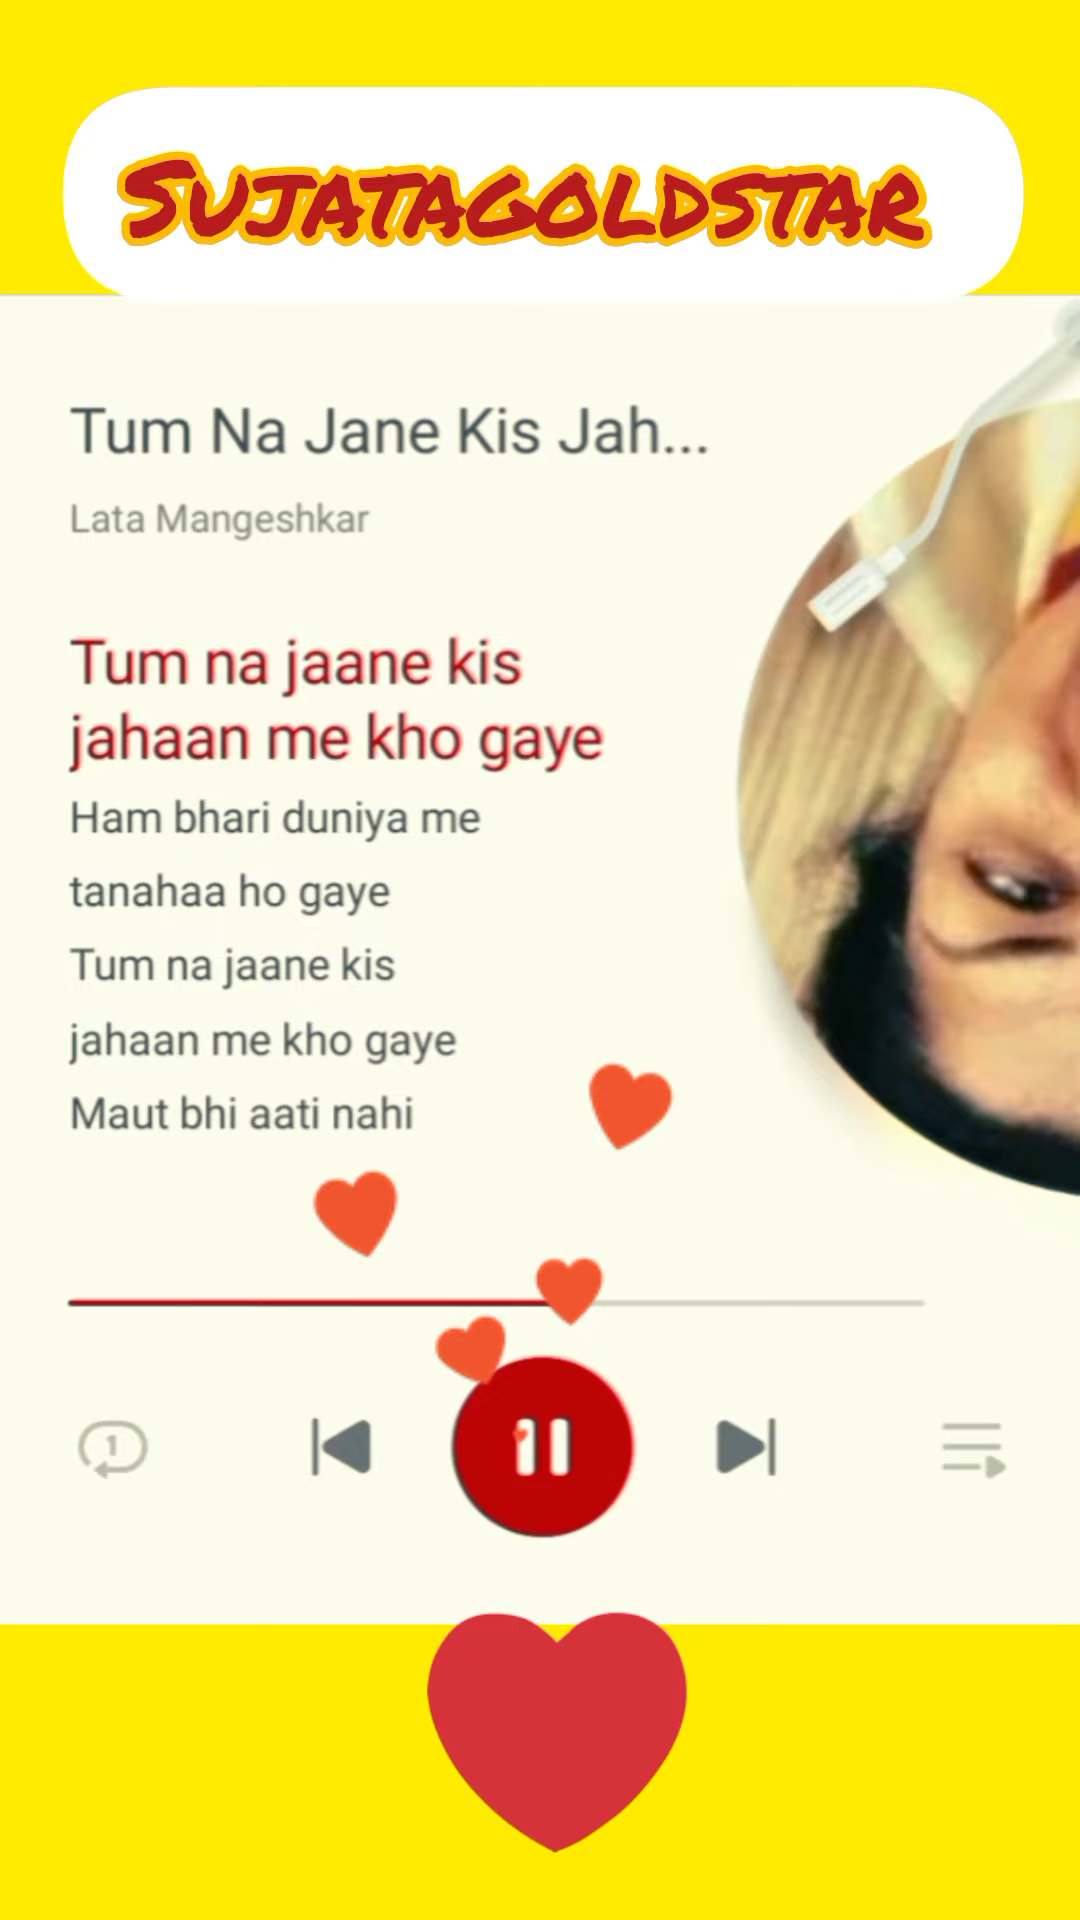 Sujatagoldstar
Tum Na Jane Kis Jah...
Lata Mangeshkar
Tum na jaane kis
jahaan me kho gaye
Ham bhari duniya me
tanahaa ho gaye
Tum na jaane kis
jahaan me kho gaye
Maut bhi aati nahi
1